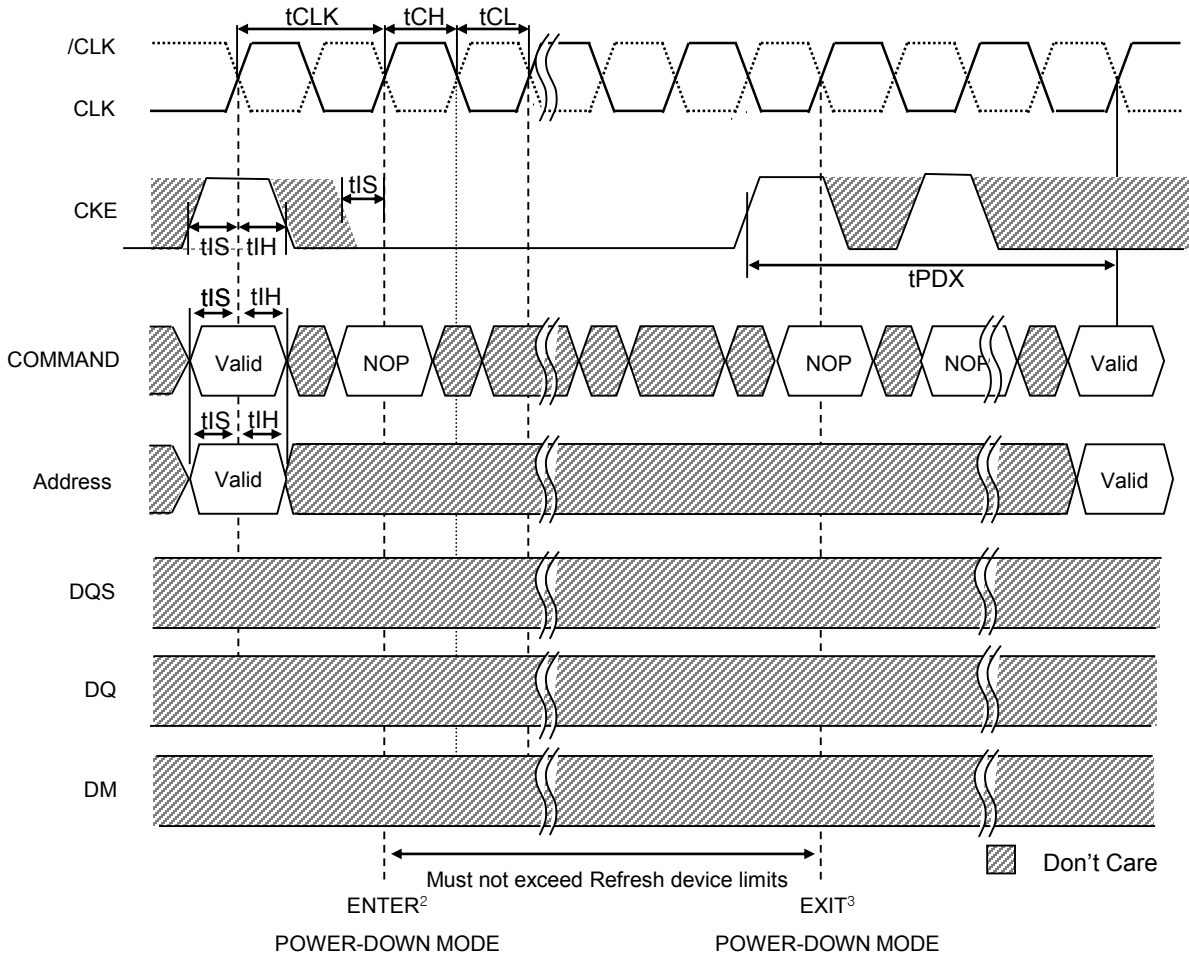 tCLK tCH tCL
/CLK
CLK
tIS
CKE
tIS tIH
tPDX
tIS tIH
COMMAND Valid NOP NOP NOP Valid
tIS tIH
Address Valid Valid
DQS
DQ
DM
Don't Care
Must not exceed Refresh device limits
ENTER² EXIT³
POWER-DOWN MODE POWER-DOWN MODE